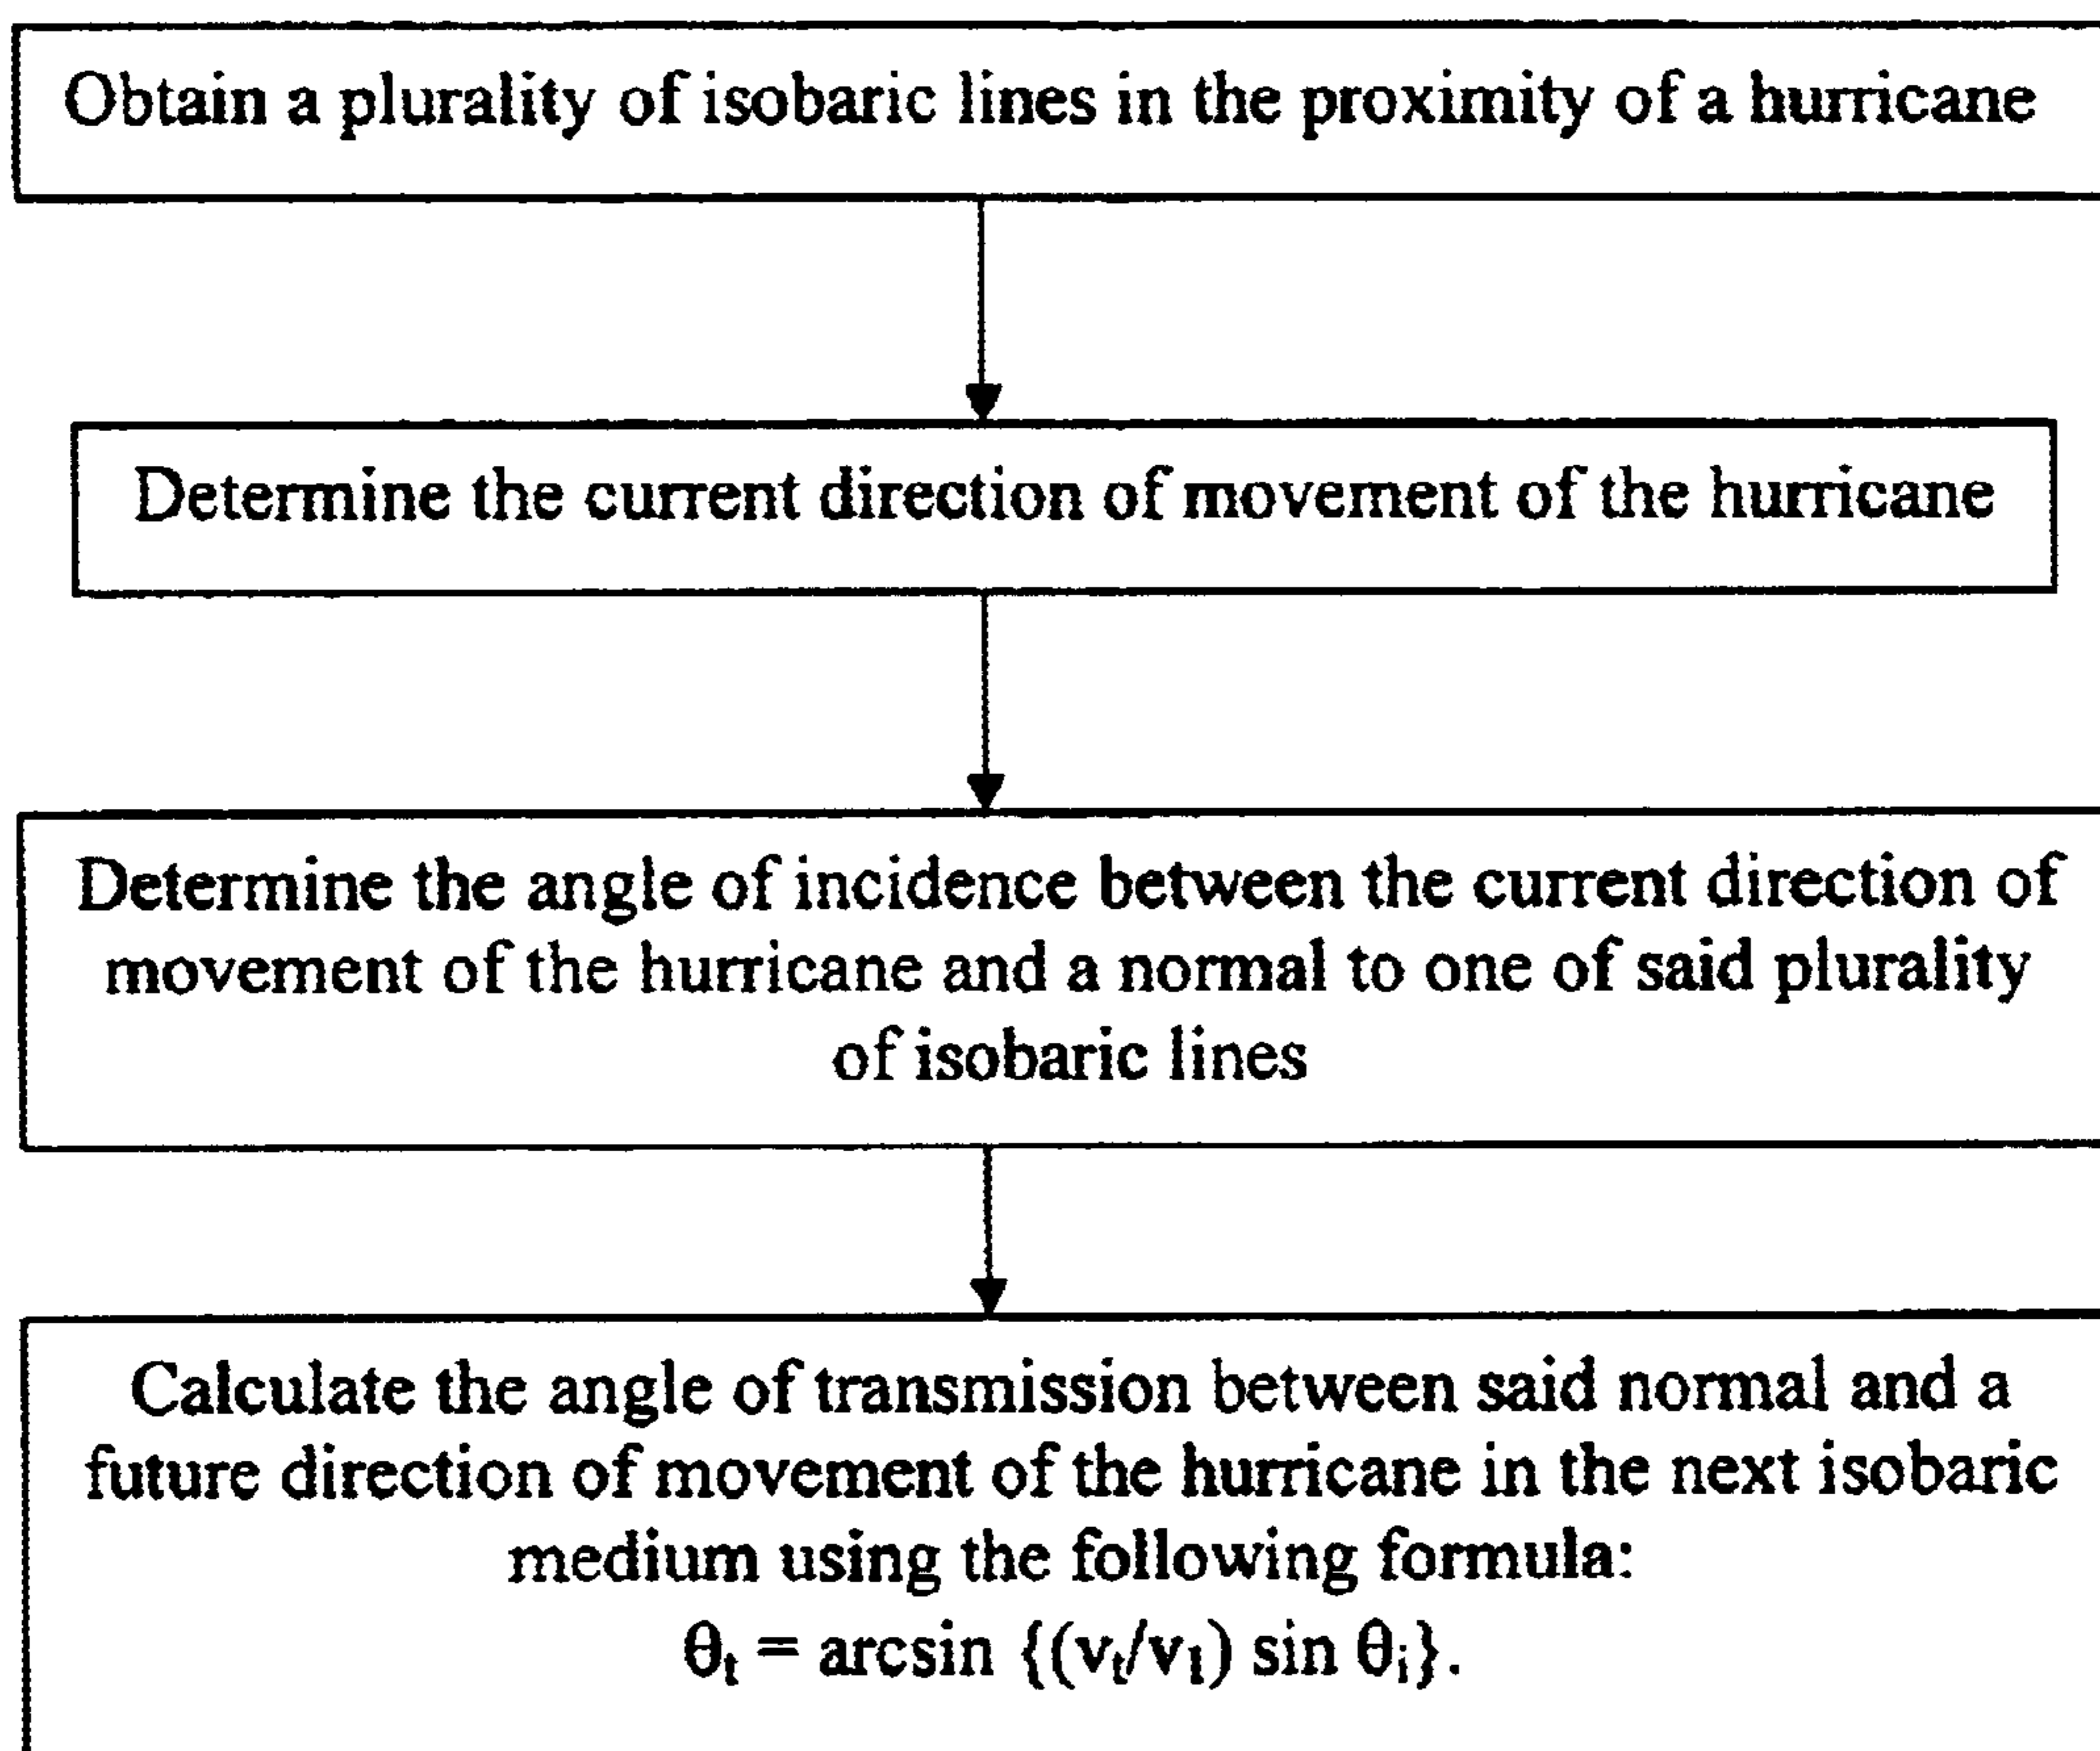 Obtain a plurality of isobaric lines in the proximity of a hurricane
Determine the current direction of movement of the hurricane
Determine the angle of incidence between the current direction of
movement of the hurricane and a normal to one of said plurality
of isobaric lines
Calculate the angle of transmission between said normal and a
future direction of movement of the hurricane in the next isobaric
medium using the following formula:
θₜ = arcsin {(vₜ/v₁) sin θᵢ}.